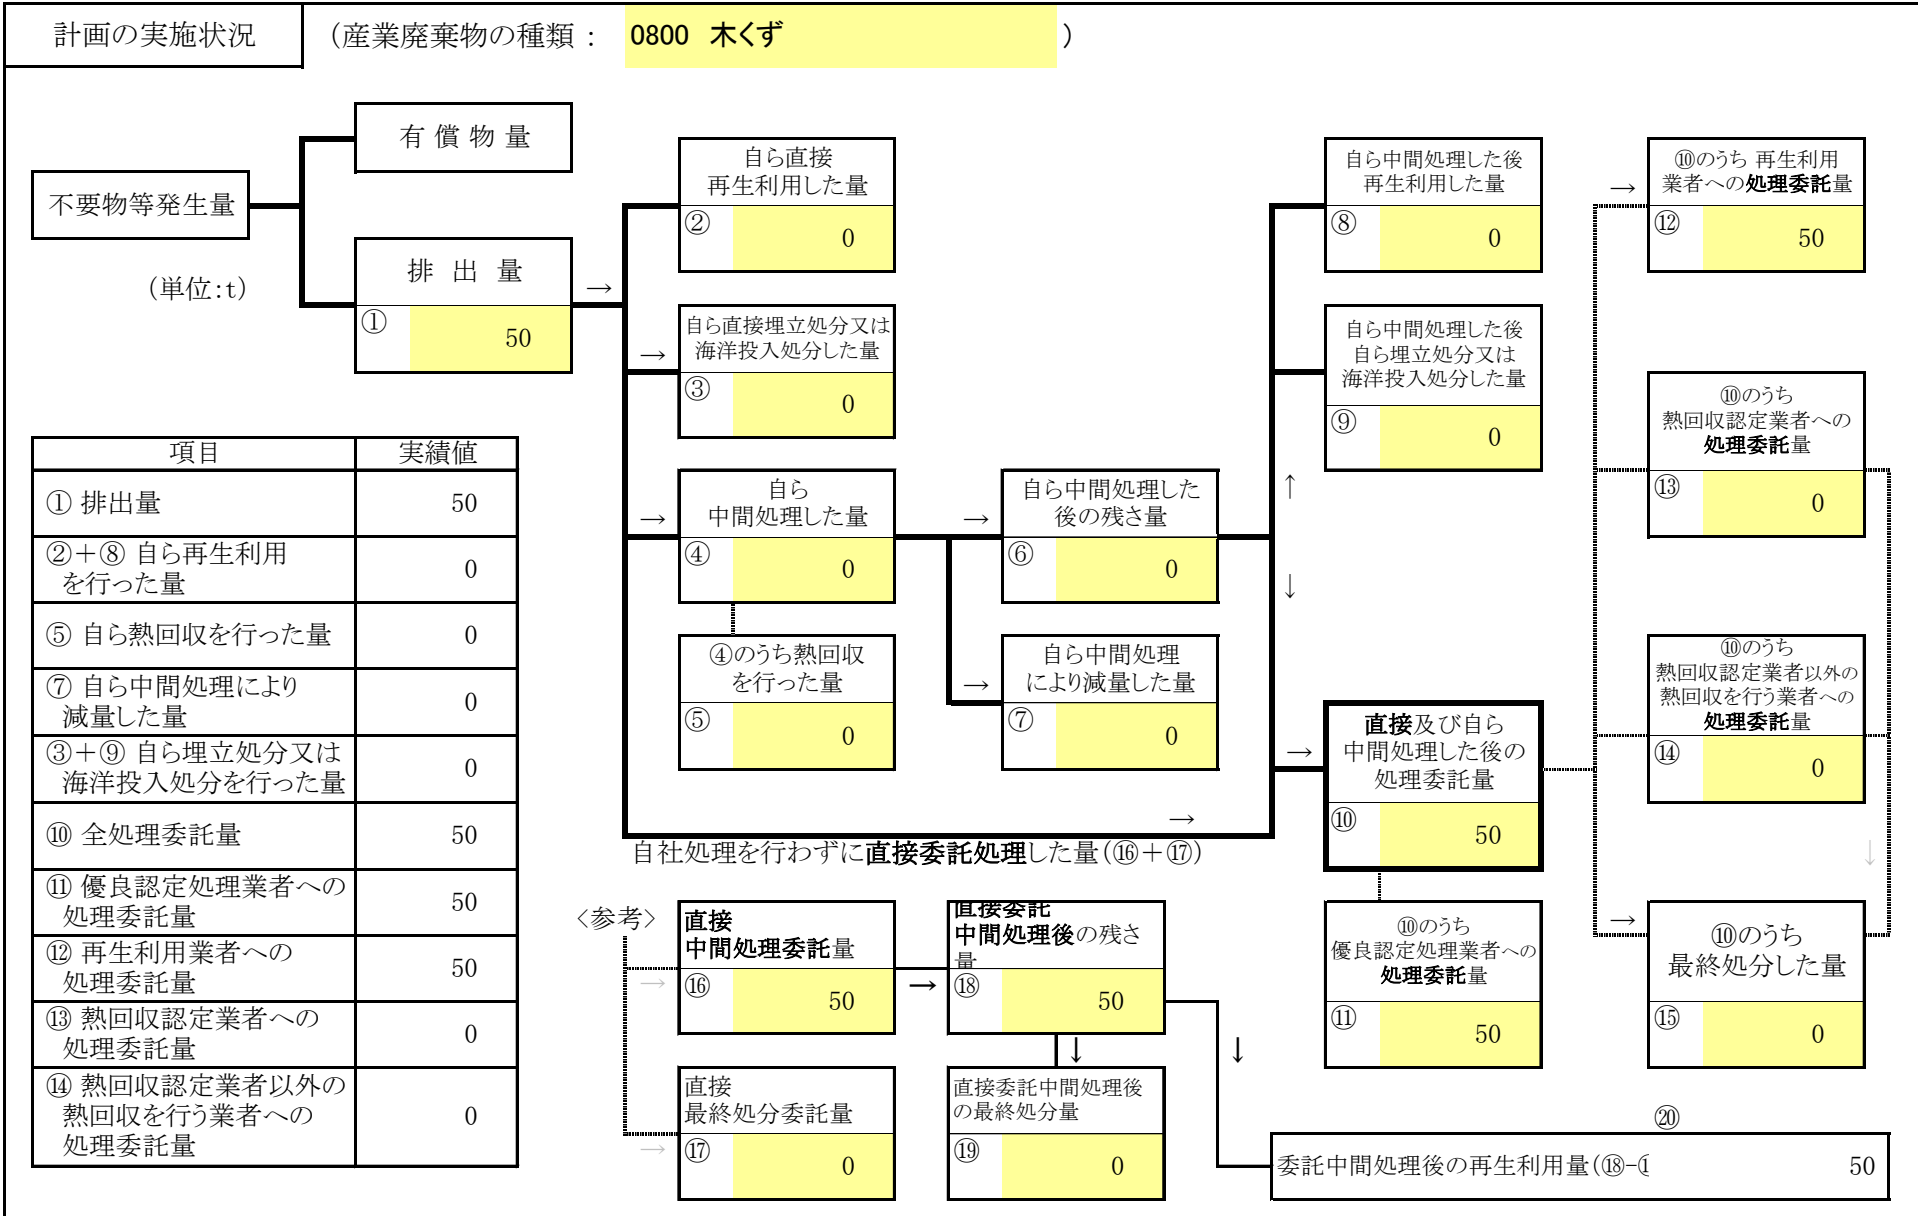 計画の実施状況
（産業廃棄物の種類： 0800 木くず ）
有 償 物 量
不要物等発生量
（単位:t）
排 出 量
→
①
50
自ら直接
再生利用した量
②
0
→
自ら直接埋立処分又は
海洋投入処分した量
③
0
→
自ら
中間処理した量
④
0
④のうち熱回収
を行った量
⑤
0
→
自ら中間処理した
後の残さ量
⑥
0
→
自ら中間処理
により減量した量
⑦
0
自ら中間処理した後
再生利用した量
⑧
0
自ら中間処理した後
自ら埋立処分又は
海洋投入処分した量
⑨
0
↑
↓
→
直接及び自ら
中間処理した後の
処理委託量
⑩
50
→
自社処理を行わずに直接委託処理した量（⑯＋⑰）
⑩のうち
優良認定処理業者への
処理委託量
⑪
50
→
⑩のうち 再生利用
業者への処理委託量
⑫
50
⑩のうち
熱回収認定業者への
処理委託量
⑬
0
⑩のうち
熱回収認定業者以外の
熱回収を行う業者への
処理委託量
⑭
0
↓
→
⑩のうち
最終処分した量
⑮
0
項目 実績値
① 排出量 50
②＋⑧ 自ら再生利用
を行った量 0
⑤ 自ら熱回収を行った量 0
⑦ 自ら中間処理により
減量した量 0
③＋⑨ 自ら埋立処分又は
海洋投入処分を行った量 0
⑩ 全処理委託量 50
⑪ 優良認定処理業者への
処理委託量 50
⑫ 再生利用業者への
処理委託量 50
⑬ 熱回収認定業者への
処理委託量 0
⑭ 熱回収認定業者以外の
熱回収を行う業者への
処理委託量 0
〈参考〉
→
直接
中間処理委託量
⑯
50
→
直接委託
中間処理後の残さ
量
⑱
50
↓
↓
→
直接
最終処分委託量
⑰
0
直接委託中間処理後
の最終処分量
⑲
0
⑳
委託中間処理後の再生利用量（⑱-
50